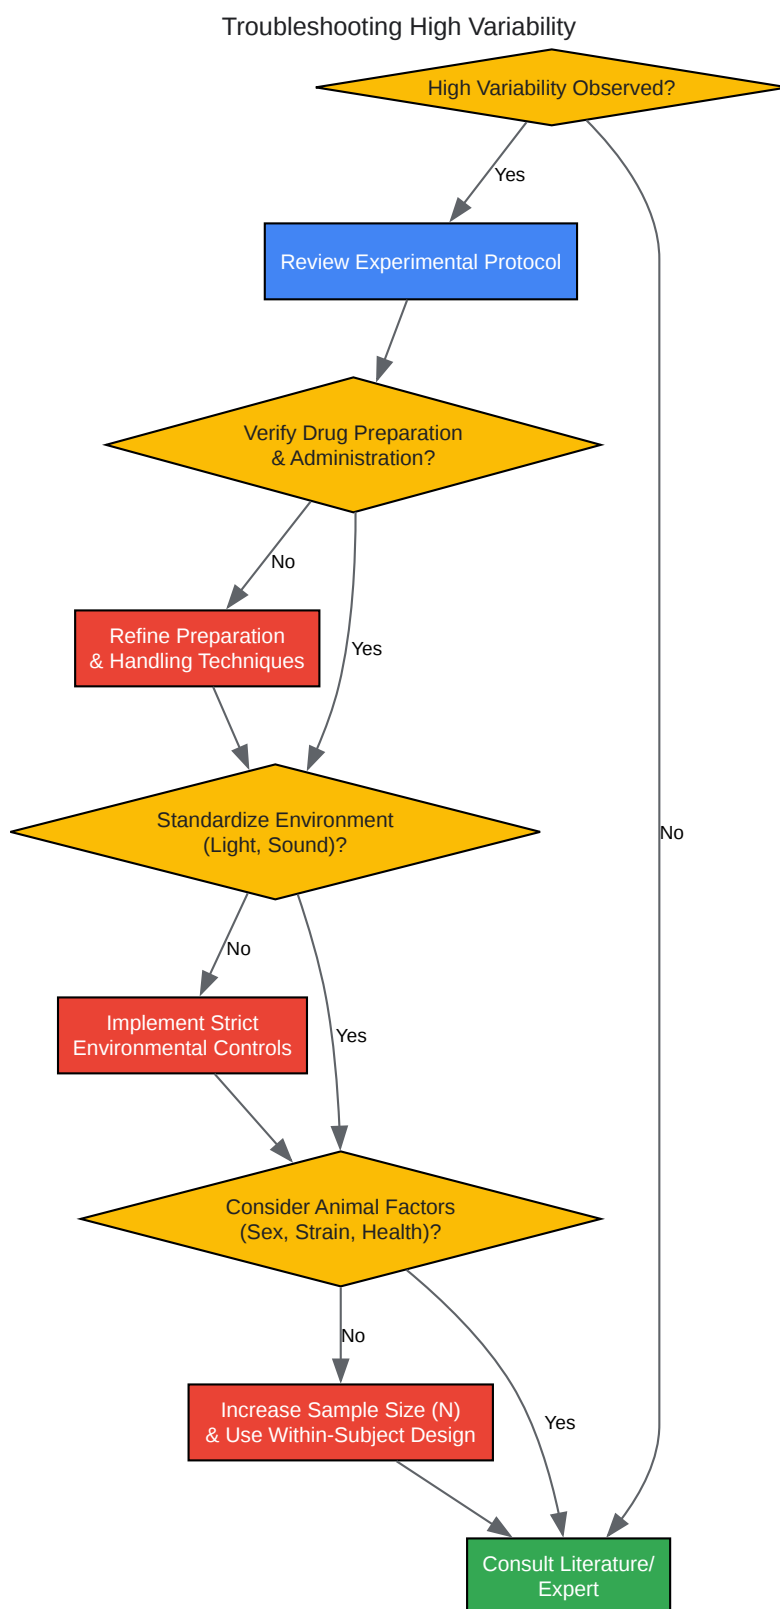 Troubleshooting High Variability
High Variability Observed?
Yes
Review Experimental Protocol
Verify Drug Preparation
& Administration?
No
Refine Preparation
& Handling Techniques
Yes
Standardize Environment
(Light, Sound)?
No
No
Implement Strict
Environmental Controls
Yes
Consider Animal Factors
(Sex, Strain, Health)?
No
Increase Sample Size (N)
& Use Within-Subject Design
Yes
Consult Literature/
Expert